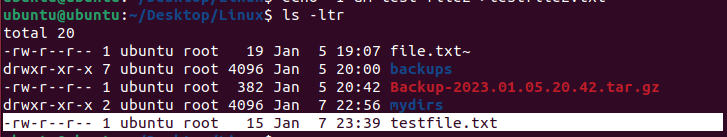 ubuntu@ubuntu:~/Desktop/Linux$ ls -ltr
total 20
-rw-r--r-- 1 ubuntu root   19 Jan  5 19:07 file.txt~
drwxr-xr-x 7 ubuntu root 4096 Jan  5 20:00 backups
-rw-r--r-- 1 ubuntu root  382 Jan  5 20:42 Backup-2023.01.05.20.42.tar.gz
drwxr-xr-x 2 ubuntu root 4096 Jan  7 22:56 mydirs
-rw-r--r-- 1 ubuntu root   15 Jan  7 23:39 testfile.txt